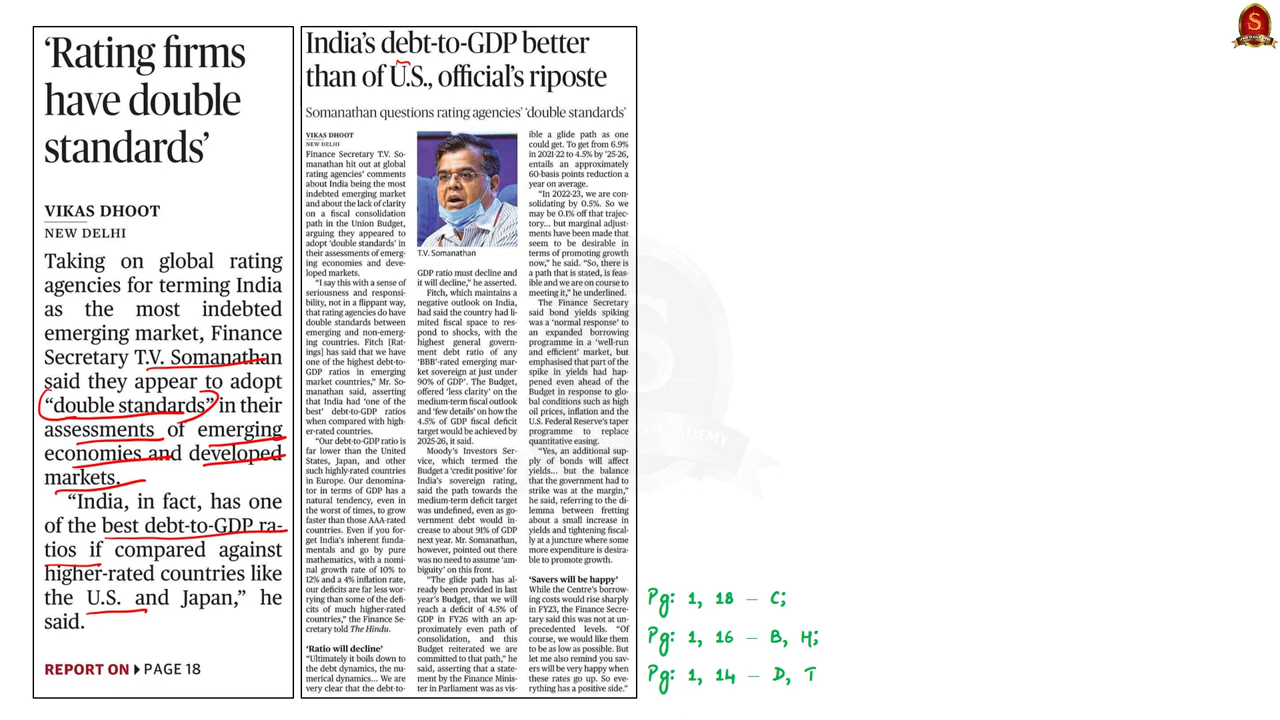 ‘Rating firms
have double
standards’
VIKAS DHOOT
NEW DELHI
Taking on global rating
agencies for terming India
as the most indebted
emerging market, Finance
Secretary T.V. Somanathan
said they appear to adopt
“double standards” in their
assessments of emerging
economies and developed
markets.
“India, in fact, has one
of the best debt-to-GDP ra-
tios if compared against
higher-rated countries like
the U.S. and Japan,” he
said.
REPORT ON PAGE 18
India’s debt-to-GDP better
than of U.S., official’s riposte
Somanathan questions rating agencies’ ‘double standards’
VIKAS DHOOT
NEW DELHI
Finance Secretary T.V. So-
manathan hit out at global
rating agencies’ comments
about India being the most
indebted emerging market
and about the lack of clarity
on a fiscal consolidation
path in the Union Budget,
arguing they appeared to
adopt ‘double standards’ in
their assessments of emerg-
ing economies and deve-
loped markets.
“I say this with a sense of
seriousness and responsi-
bility, not in a flippant way,
that rating agencies do have
double standards between
emerging and non-emerg-
ing countries. Fitch [Rat-
ings] has said that we have
one of the highest debt-to-
GDP ratios in emerging
market countries,” Mr. So-
manathan said, asserting
that India had ‘one of the
best’ debt-to-GDP ratios
when compared with high-
er-rated countries.
“Our debt-to-GDP ratio is
far lower than the United
States, Japan, and other
such highly-rated countries
in Europe. Our denomina-
tor in terms of GDP has a
natural tendency, even in
the worst of times, to grow
faster than those AAA-rated
countries. Even if you for-
get India’s inherent funda-
mentals and go by pure
mathematics, with a nomi-
nal growth rate of 10% to
12% and a 4% inflation rate,
our deficits are far less wor-
rying than some of the defi-
cits of much higher-rated
countries,” the Finance Se-
cretary told The Hindu.
‘Ratio will decline’
“Ultimately it boils down to
the debt dynamics, the nu-
merical dynamics... We are
very clear that the debt-to-
T.V. Somanathan
GDP ratio must decline and
it will decline,” he asserted.
Fitch, which maintains a
negative outlook on India,
had said the country had li-
mited fiscal space to res-
pond to shocks, with the
highest general govern-
ment debt ratio of any
‘BBB’-rated emerging mar-
ket sovereign at just under
90% of GDP’. The Budget,
offered ‘less clarity’ on the
medium-term fiscal outlook
and ‘few details’ on how the
4.5% of GDP fiscal deficit
target would be achieved by
2025-26, it said.
Moody’s Investors Ser-
vice, which termed the
Budget a ‘credit positive’ for
India’s sovereign rating,
said the path towards the
medium-term deficit target
was undefined, even as go-
vernment debt would in-
crease to about 91% of GDP
next year. Mr. Somanathan,
however, pointed out there
was no need to assume ‘am-
biguity’ on this front.
“The glide path has al-
ready been provided in last
year’s Budget, that we will
reach a deficit of 4.5% of
GDP in FY26 with an ap-
proximately even path of
consolidation, and this
Budget reiterated we are
committed to that path,” he
said, asserting that a state-
ment by the Finance Minis-
ter in Parliament was as vis-
ible a glide path as one
could get. To get from 6.9%
in 2021-22 to 4.5% by ’25-26,
entails an approximately
60-basis points reduction a
year on average.
“In 2022-23, we are con-
solidating by 0.5%. So we
may be 0.1% off that trajec-
tory... but marginal adjust-
ments have been made that
seem to be desirable in
terms of promoting growth
now,” he said. “So, there is
a path that is stated, is feas-
ible and we are on course to
meeting it,” he underlined.
The Finance Secretary
said bond yields spiking
was a ‘normal response’ to
an expanded borrowing
programme in a ‘well-run
and efficient’ market, but
emphasised that part of the
spike in yields had hap-
pened even ahead of the
Budget in response to glo-
bal conditions such as high
oil prices, inflation and the
U.S. Federal Reserve’s taper
programme to replace
quantitative easing.
“Yes, an additional sup-
ply of bonds will affect
yields... but the balance
that the government had to
strike was at the margin,”
he said, referring to the di-
lemma between fretting
about a small increase in
yields and tightening fiscal-
ly at a juncture where some
more expenditure is desira-
ble to promote growth.
‘Savers will be happy’
While the Centre’s borrow-
ing costs would rise sharply
in FY23, the Finance Secre-
tary said this was not at un-
precedented levels. “Of
course, we would like them
to be as low as possible. But
let me also remind you sav-
ers will be very happy when
these rates go up. So eve-
rything has a positive side.”
Pg: 1, 18 – C;
Pg: 1, 16 – B, H;
Pg: 1, 14 – D, T